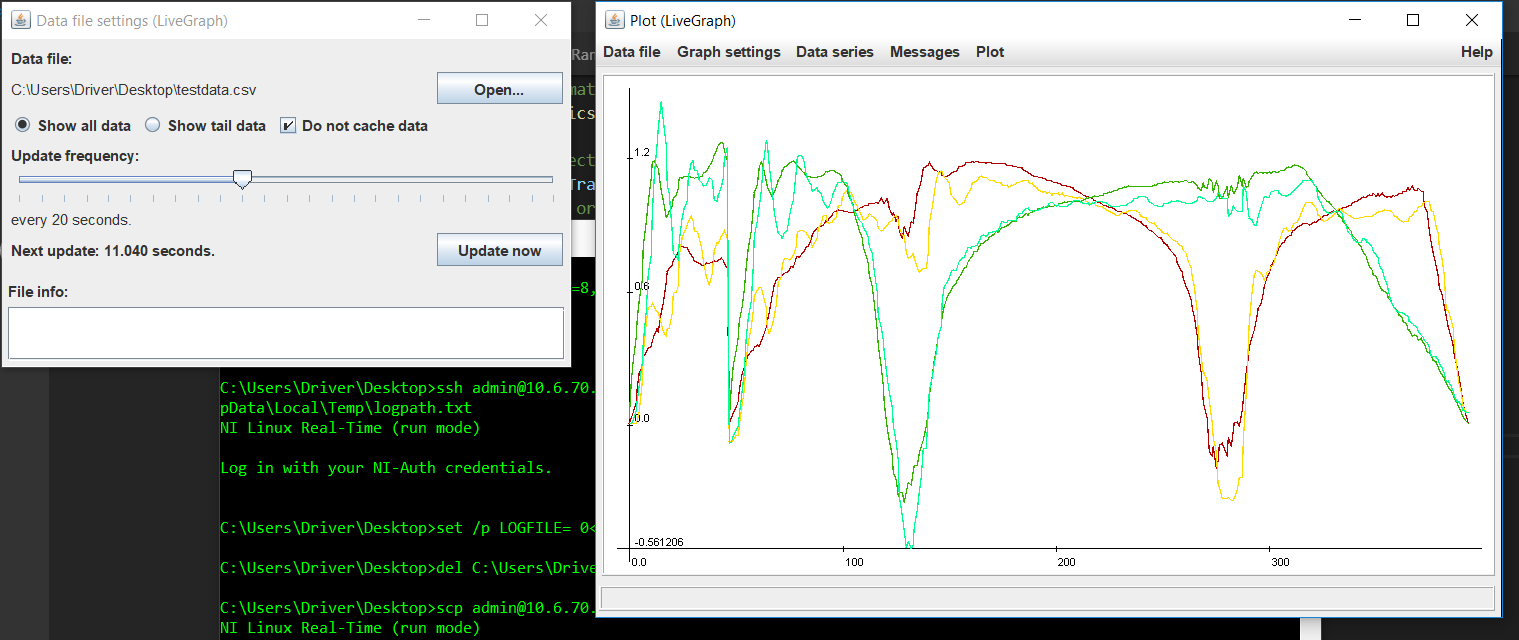 Data file settings (LiveGraph)
Data file:
C:\Users\Driver\Desktop\testdata.csv
Open...
Show all data
Show tail data
Do not cache data
Update frequency:
every 20 seconds.
Next update: 11.040 seconds.
Update now
File info:
Plot (LiveGraph)
Data file Graph settings Data series Messages Plot Help
1.2
0.6
0.0
-0.561206
0.0 100 200 300
=8,
C:\Users\Driver\Desktop>ssh admin@10.6.70.
pData\Local\Temp\logpath.txt
NI Linux Real-Time (run mode)
Log in with your NI-Auth credentials.
C:\Users\Driver\Desktop>set /p LOGFILE= 0<
C:\Users\Driver\Desktop>del C:\Users\Drive
C:\Users\Driver\Desktop>scp admin@10.6.70.
NI Linux Real-Time (run mode)